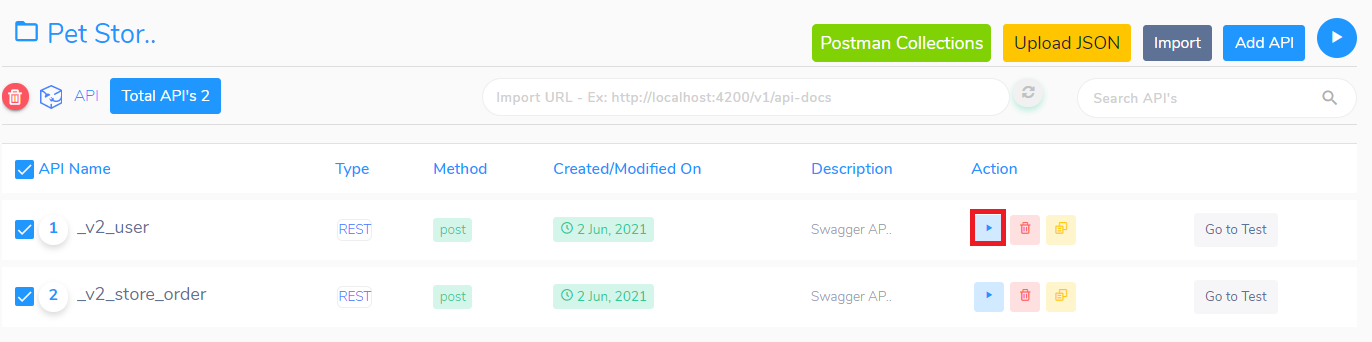 Pet Stor..
Postman Collections
Upload JSON
Import
Add API
API
Total API's 2
Import URL - Ex: http://localhost:4200/v1/api-docs
Search API's
API Name
Type
Method
Created/Modified On
Description
Action
1
_v2_user
REST
post
2 Jun, 2021
Swagger AP..
Go to Test
2
_v2_store_order
REST
post
2 Jun, 2021
Swagger AP..
Go to Test